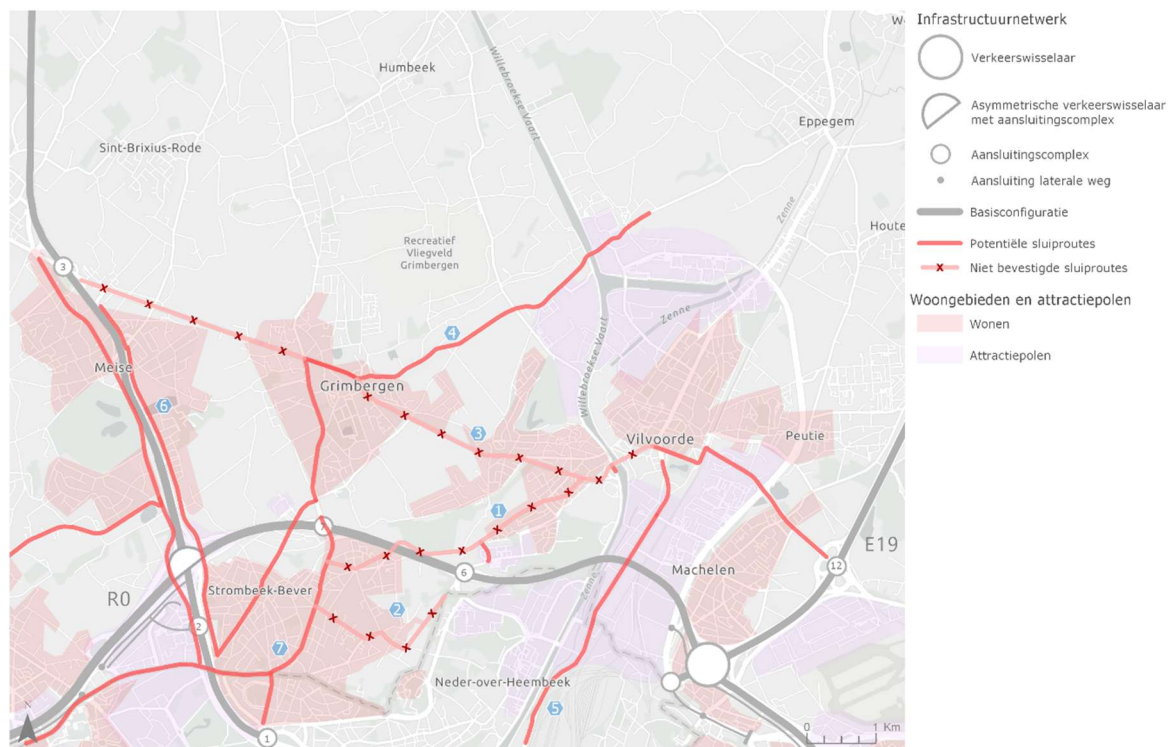 Humbeek
Sint-Brixius-Rode
Eppegem
Willebroekse Vaart
Zenne
Houte
Recreatief
Vliegveld
Grimbergen
3
4
Zenne
Willebroekse Vaart
Meise
6
Grimbergen
3
Vilvoorde
Peutie
1
7
E19
6
12
Machelen
R0
Strombeek-Bever
2
2
7
Neder-over-Heembeek
5
1
N
0 1 Km
Infrastructuurnetwerk
Verkeerswisselaar
Asymmetrische verkeerswisselaar
met aansluitingscomplex
Aansluitingscomplex
Aansluiting laterale weg
Basisconfiguratie
Potentiële sluiproutes
x Niet bevestigde sluiproutes
Woongebieden en attractiepolen
Wonen
Attractiepolen